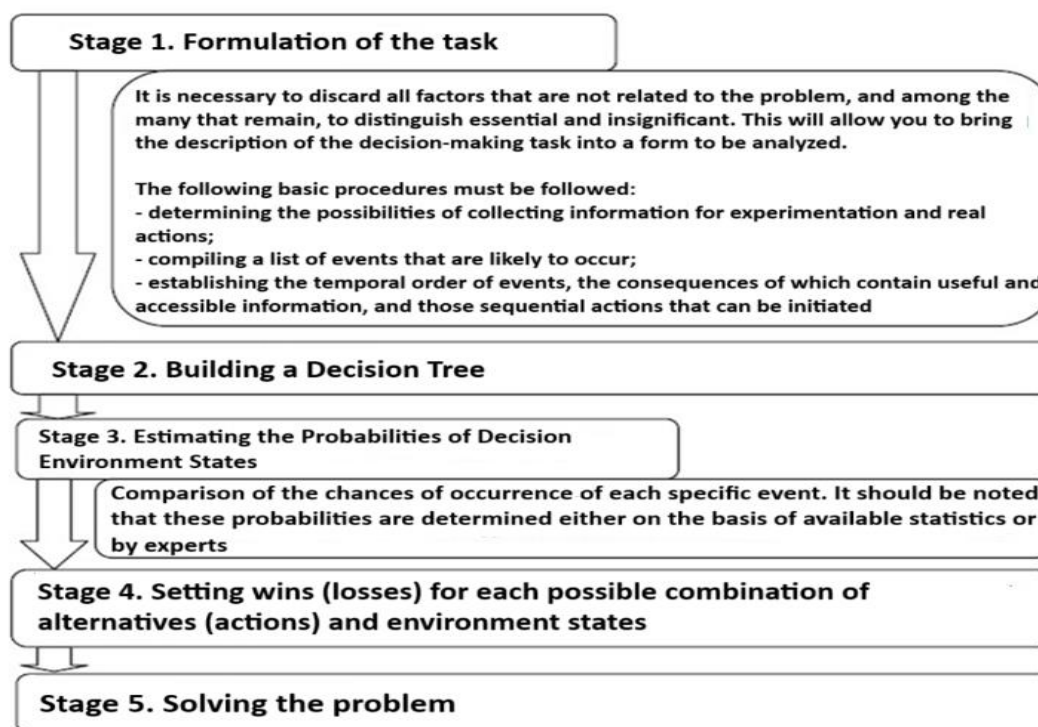 Stage 1. Formulation of the task
It is necessary to discard all factors that are not related to the problem, and among the
many that remain, to distinguish essential and insignificant. This will allow you to bring
the description of the decision-making task into a form to be analyzed.
The following basic procedures must be followed:
- determining the possibilities of collecting information for experimentation and real
actions;
- compiling a list of events that are likely to occur;
- establishing the temporal order of events, the consequences of which contain useful and
accessible information, and those sequential actions that can be initiated
Stage 2. Building a Decision Tree
Stage 3. Estimating the Probabilities of Decision
Environment States
Comparison of the chances of occurrence of each specific event. It should be noted
that these probabilities are determined either on the basis of available statistics or
by experts
Stage 4. Setting wins (losses) for each possible combination of
alternatives (actions) and environment states
Stage 5. Solving the problem